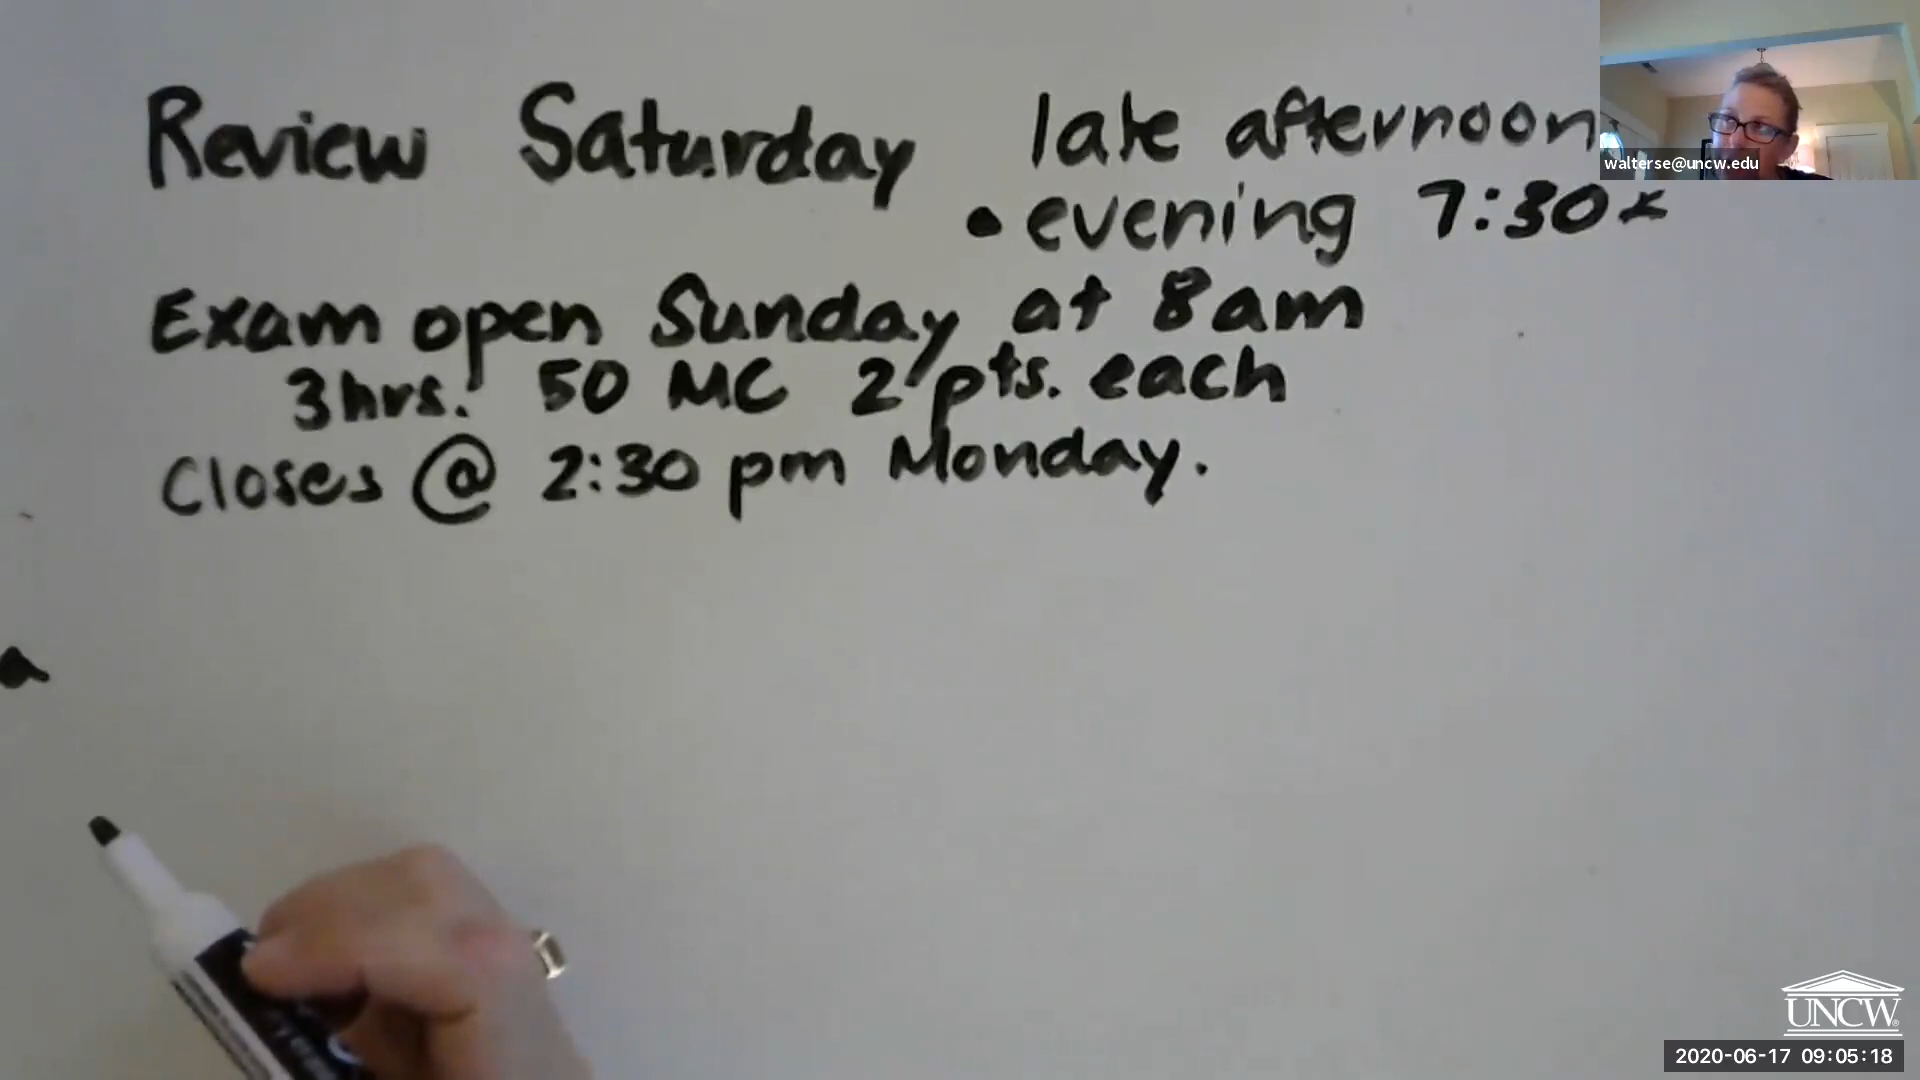 Review Saturday late afternoon
• evening 7:30 *
Exam open Sunday at 8am
3hrs. 50 MC 2 pts. each
Closes @ 2:30 pm Monday.
a
walterse@uncw.edu
UNCW
2020-06-17 09:05:18